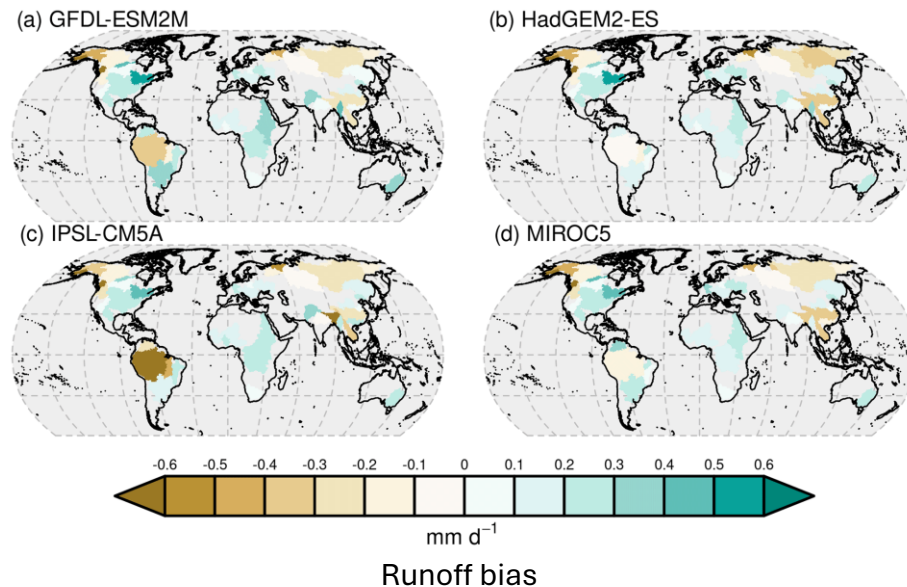 (a) GFDL-ESM2M
(b) HadGEM2-ES
(c) IPSL-CM5A
(d) MIROC5
-0.6 -0.5 -0.4 -0.3 -0.2 -0.1 0 0.1 0.2 0.3 0.4 0.5 0.6
mm d⁻¹
Runoff bias